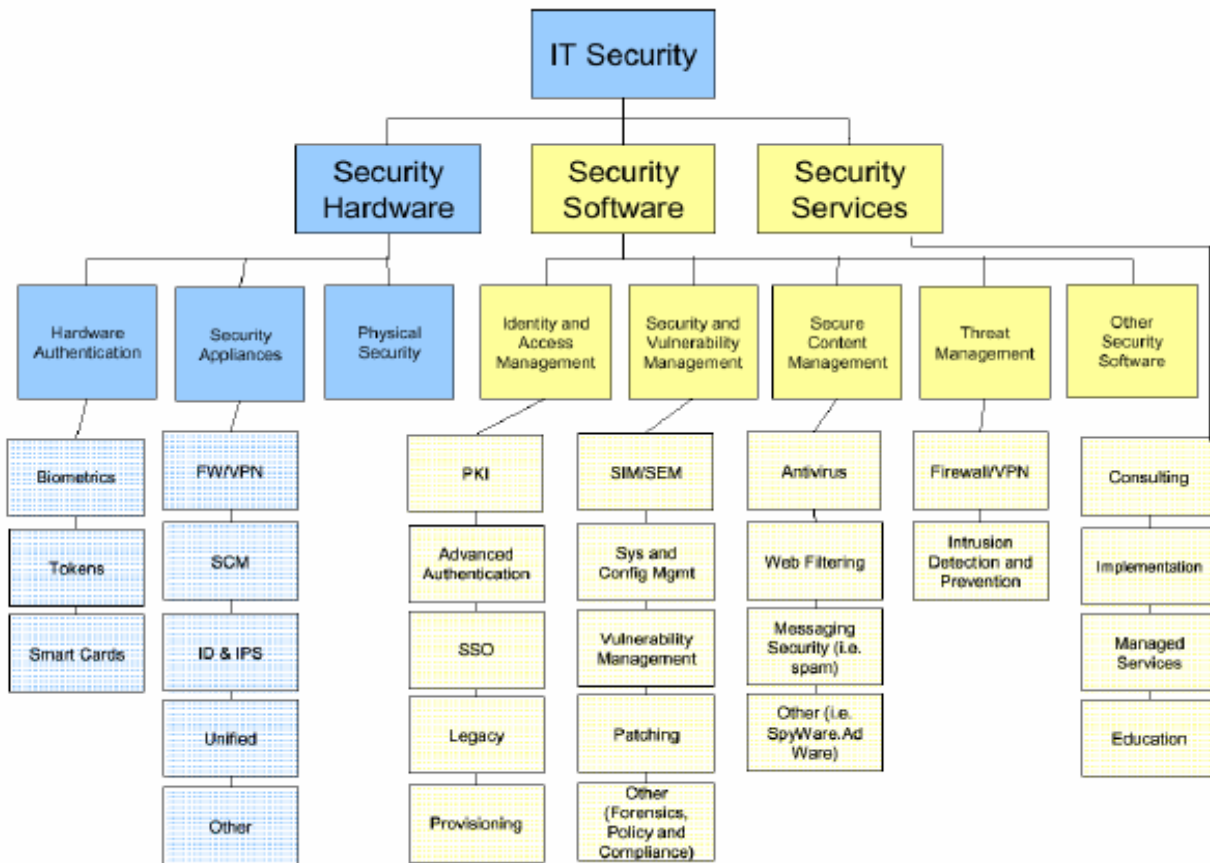 IT Security
Security
Hardware
Security
Software
Security
Services
Hardware
Authentication
Security
Appliances
Physical
Security
Identity and
Access
Management
Security and
Vulnerability
Management
Secure
Content
Management
Threat
Management
Other
Security
Software
Biometrics
Tokens
Smart Cards
FW/VPN
SCM
ID & IPS
Unified
Other
PKI
Advanced
Authentication
SSO
Legacy
Provisioning
SIM/SEM
Sys and
Config Mgmt
Vulnerability
Management
Patching
Other
(Forensics,
Policy and
Compliance)
Antivirus
Web Filtering
Messaging
Security (i.e.
spam)
Other (i.e.
SpyWare.Ad
Ware)
Firewall/VPN
Intrusion
Detection and
Prevention
Consulting
Implementation
Managed
Services
Education